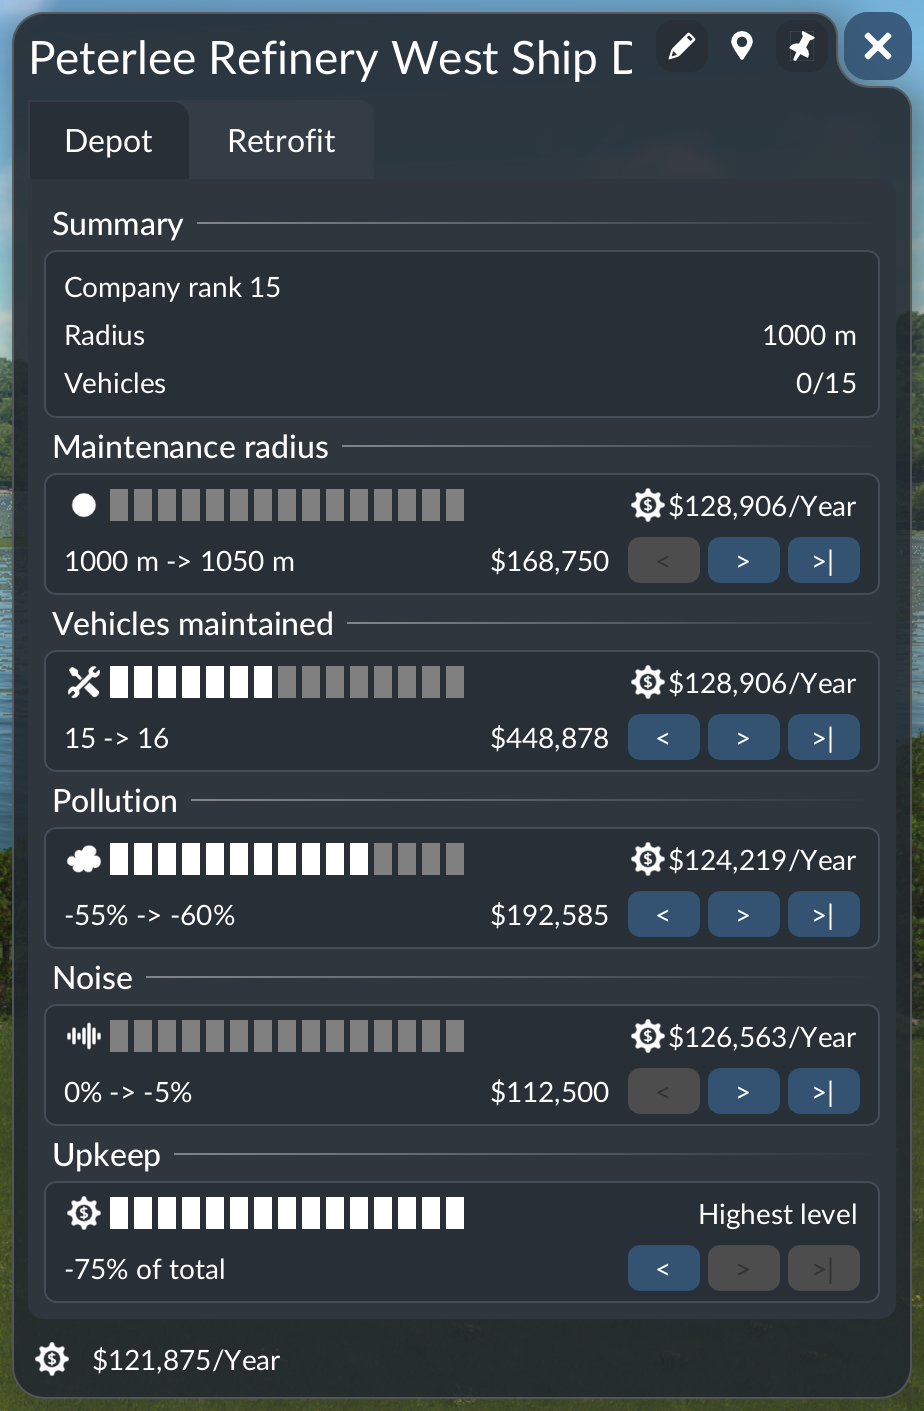 Peterlee Refinery West Ship
Depot
Retrofit
Summary
Company rank 15
Radius 1000 m
Vehicles 0/15
Maintenance radius
$128,906/Year
1000 m -> 1050 m $168,750 < > >|
Vehicles maintained
$128,906/Year
15 -> 16 $448,878 < > >|
Pollution
$124,219/Year
-55% -> -60% $192,585 < > >|
Noise
$126,563/Year
0% -> -5% $112,500 < > >|
Upkeep
Highest level
-75% of total < > >|
$121,875/Year